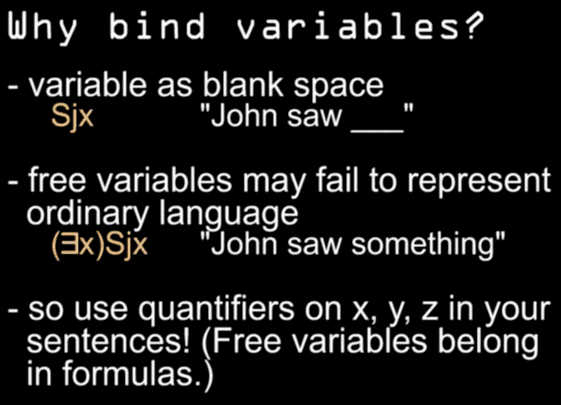 Why bind variables?
- variable as blank space
Sjx "John saw ___"
- free variables may fail to represent
ordinary language
(∃x)Sjx "John saw something"
- so use quantifiers on x, y, z in your
sentences! (Free variables belong
in formulas.)